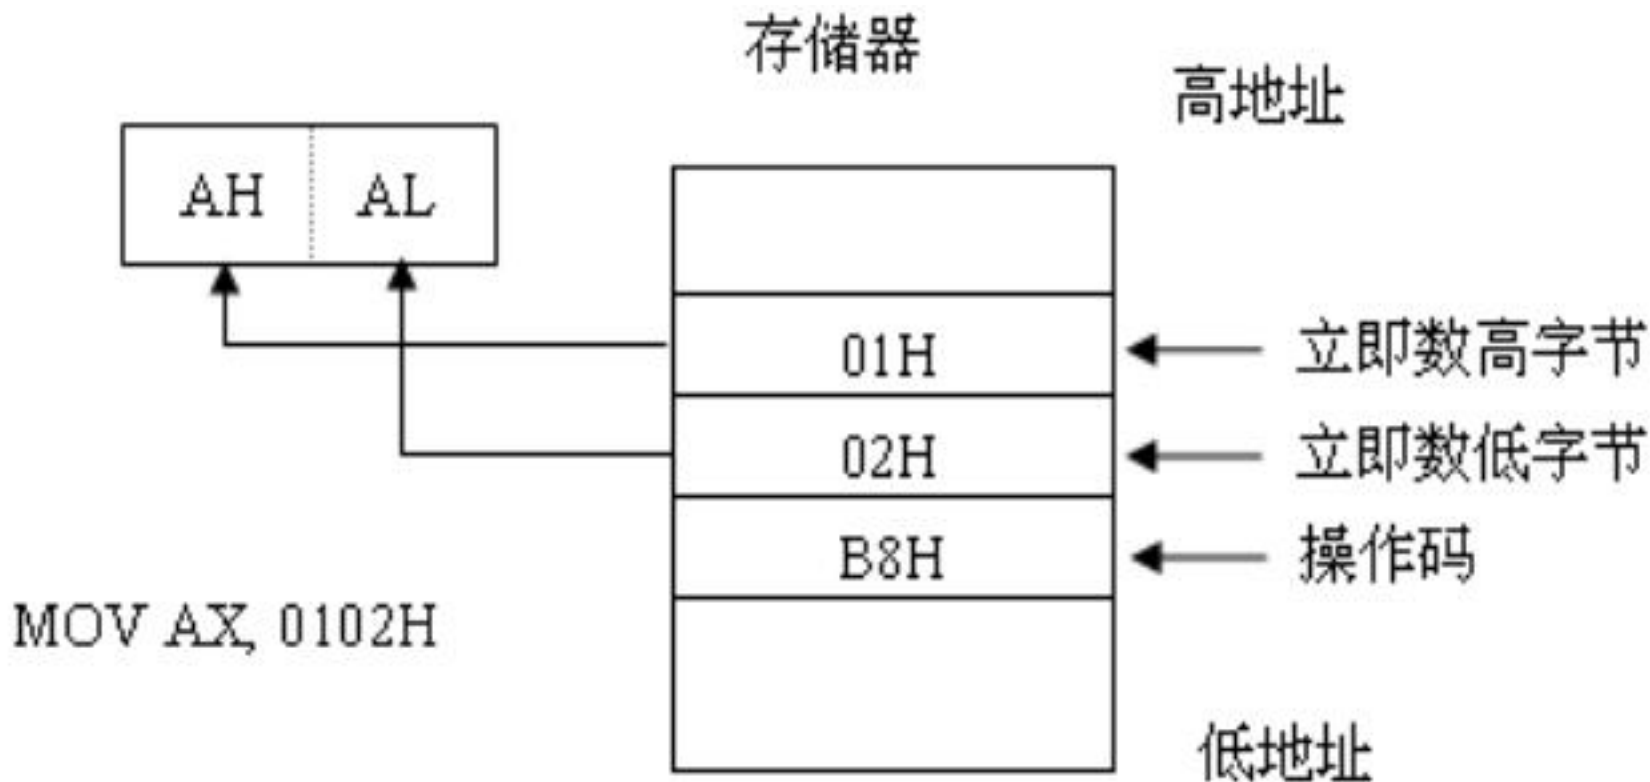 存储器
高地址
AH AL
01H
立即数高字节
02H
立即数低字节
B8H
操作码
MOV AX, 0102H
低地址